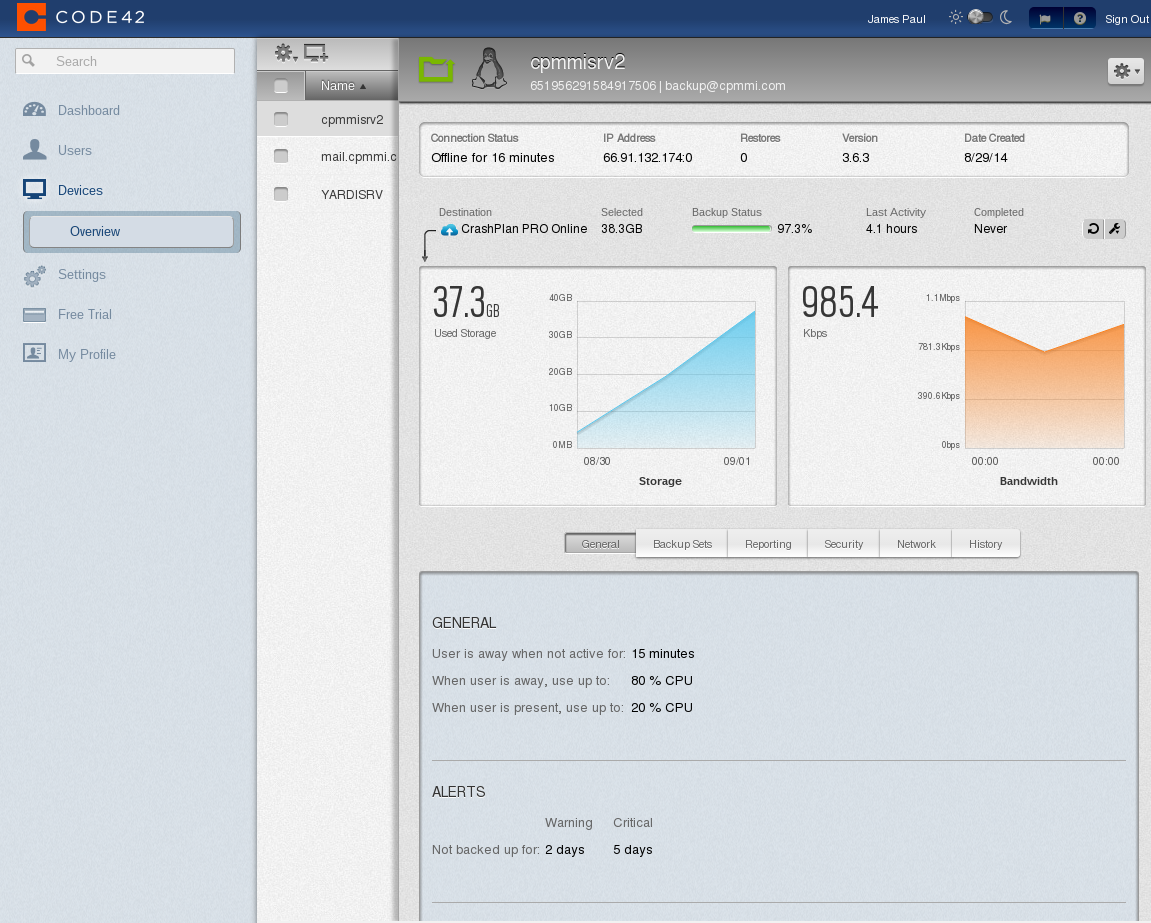 CODE42
James Paul
Sign Out
Search
Dashboard
Users
Devices
Overview
Settings
Free Trial
My Profile
Name
cpmmisrv2
mail.cpmmi.c
YARDISRV
cpmmisrv2
651956291584917506 | backup@cpmmi.com
Connection Status IP Address Restores Version Date Created
Offline for 16 minutes 66.91.132.174:0 0 3.6.3 8/29/14
Destination Selected Backup Status Last Activity Completed
CrashPlan PRO Online 38.3GB 97.3% 4.1 hours Never
37.3GB
Used Storage
40GB
30GB
20GB
10GB
0MB
08/30 09/01
Storage
985.4
Kbps
1.1Mbps
781.3Kbps
390.6Kbps
0bps
00:00 00:00
Bandwidth
General Backup Sets Reporting Security Network History
GENERAL
User is away when not active for: 15 minutes
When user is away, use up to: 80 % CPU
When user is present, use up to: 20 % CPU
ALERTS
Warning Critical
Not backed up for: 2 days 5 days